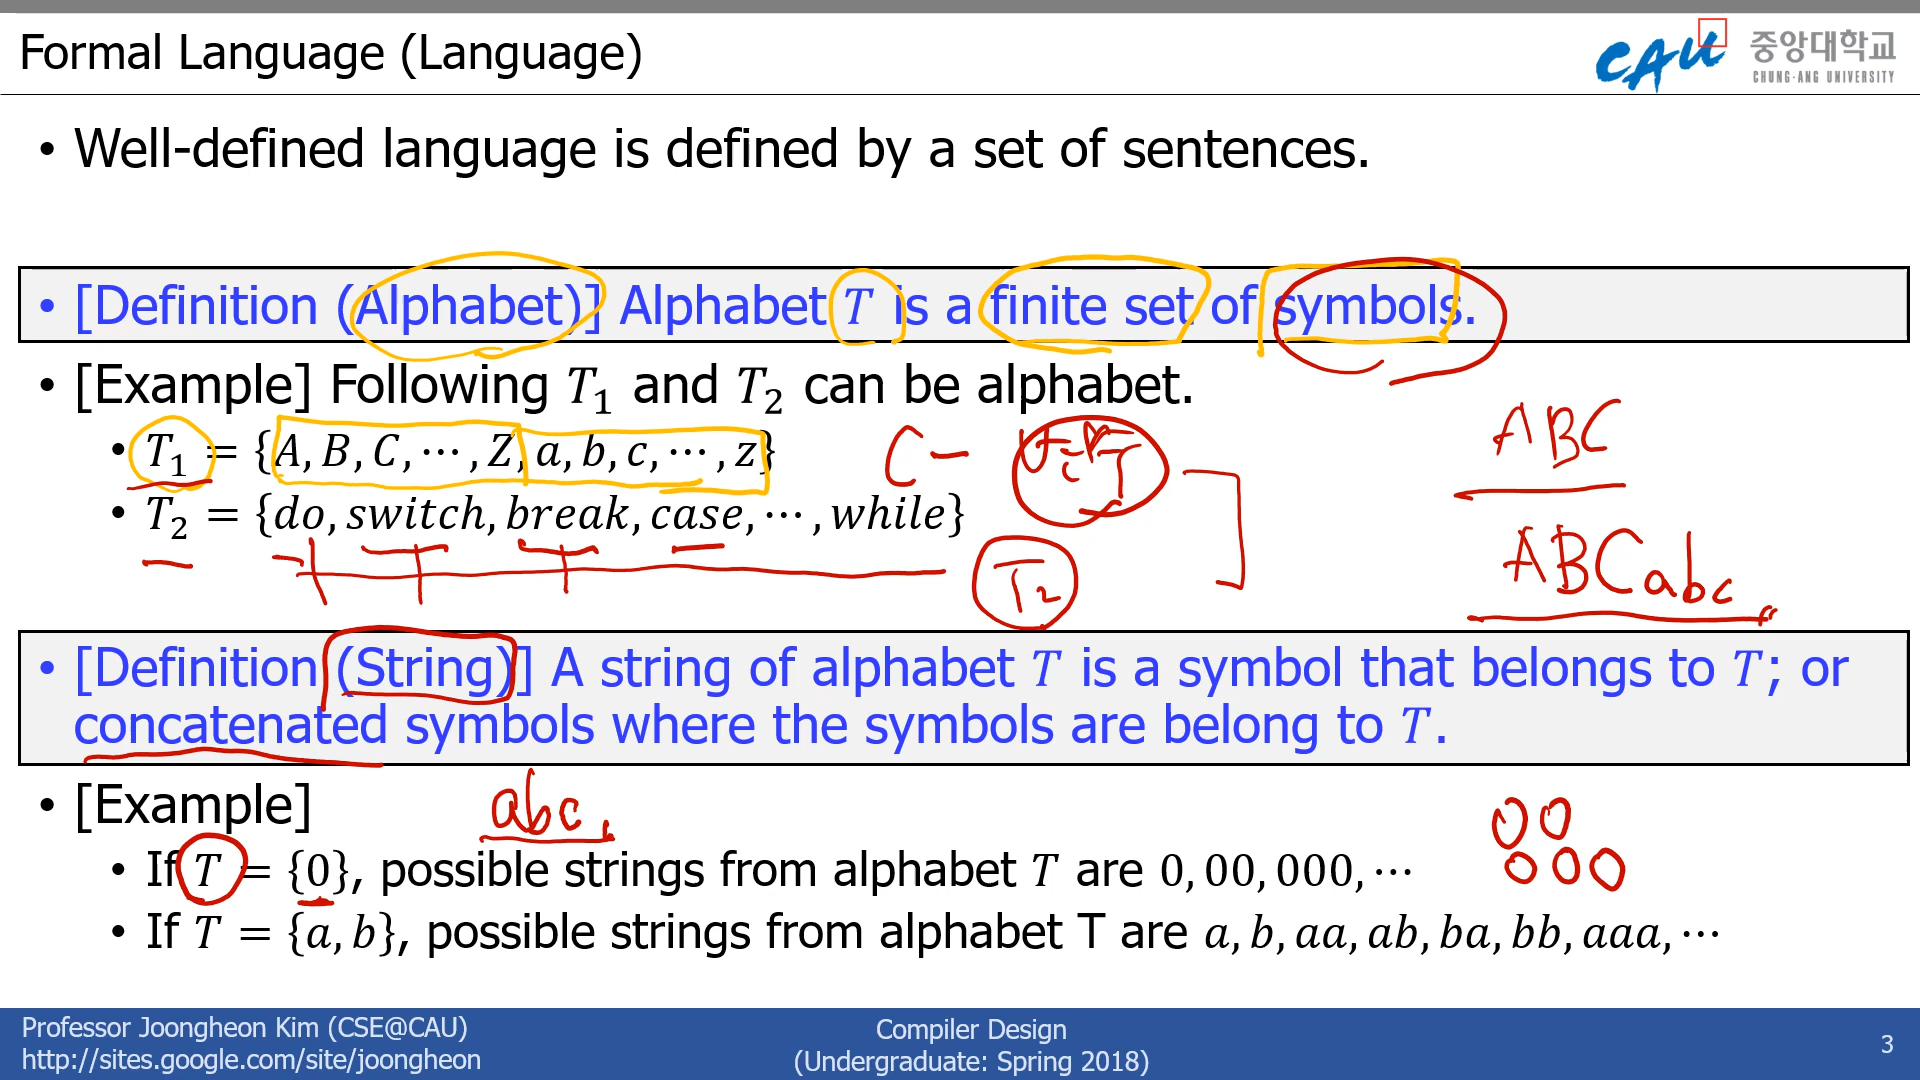 Formal Language (Language)
CAU 중앙대학교
CHUNG-ANG UNIVERSITY
• Well-defined language is defined by a set of sentences.
• [Definition (Alphabet)] Alphabet T is a finite set of symbols.
• [Example] Following T₁ and T₂ can be alphabet.
• T₁ = {A, B, C, ⋯ , Z, a, b, c, ⋯ , z}
C –
ABC
• T₂ = {do, switch, break, case, ⋯ , while}
T₂
ABCabc
• [Definition (String)] A string of alphabet T is a symbol that belongs to T; or
concatenated symbols where the symbols are belong to T.
• [Example]
abc
00
000
• If T = {0}, possible strings from alphabet T are 0, 00, 000, ⋯
• If T = {a, b}, possible strings from alphabet T are a, b, aa, ab, ba, bb, aaa, ⋯
Professor Joongheon Kim (CSE@CAU)
http://sites.google.com/site/joongheon
Compiler Design
(Undergraduate: Spring 2018)
3